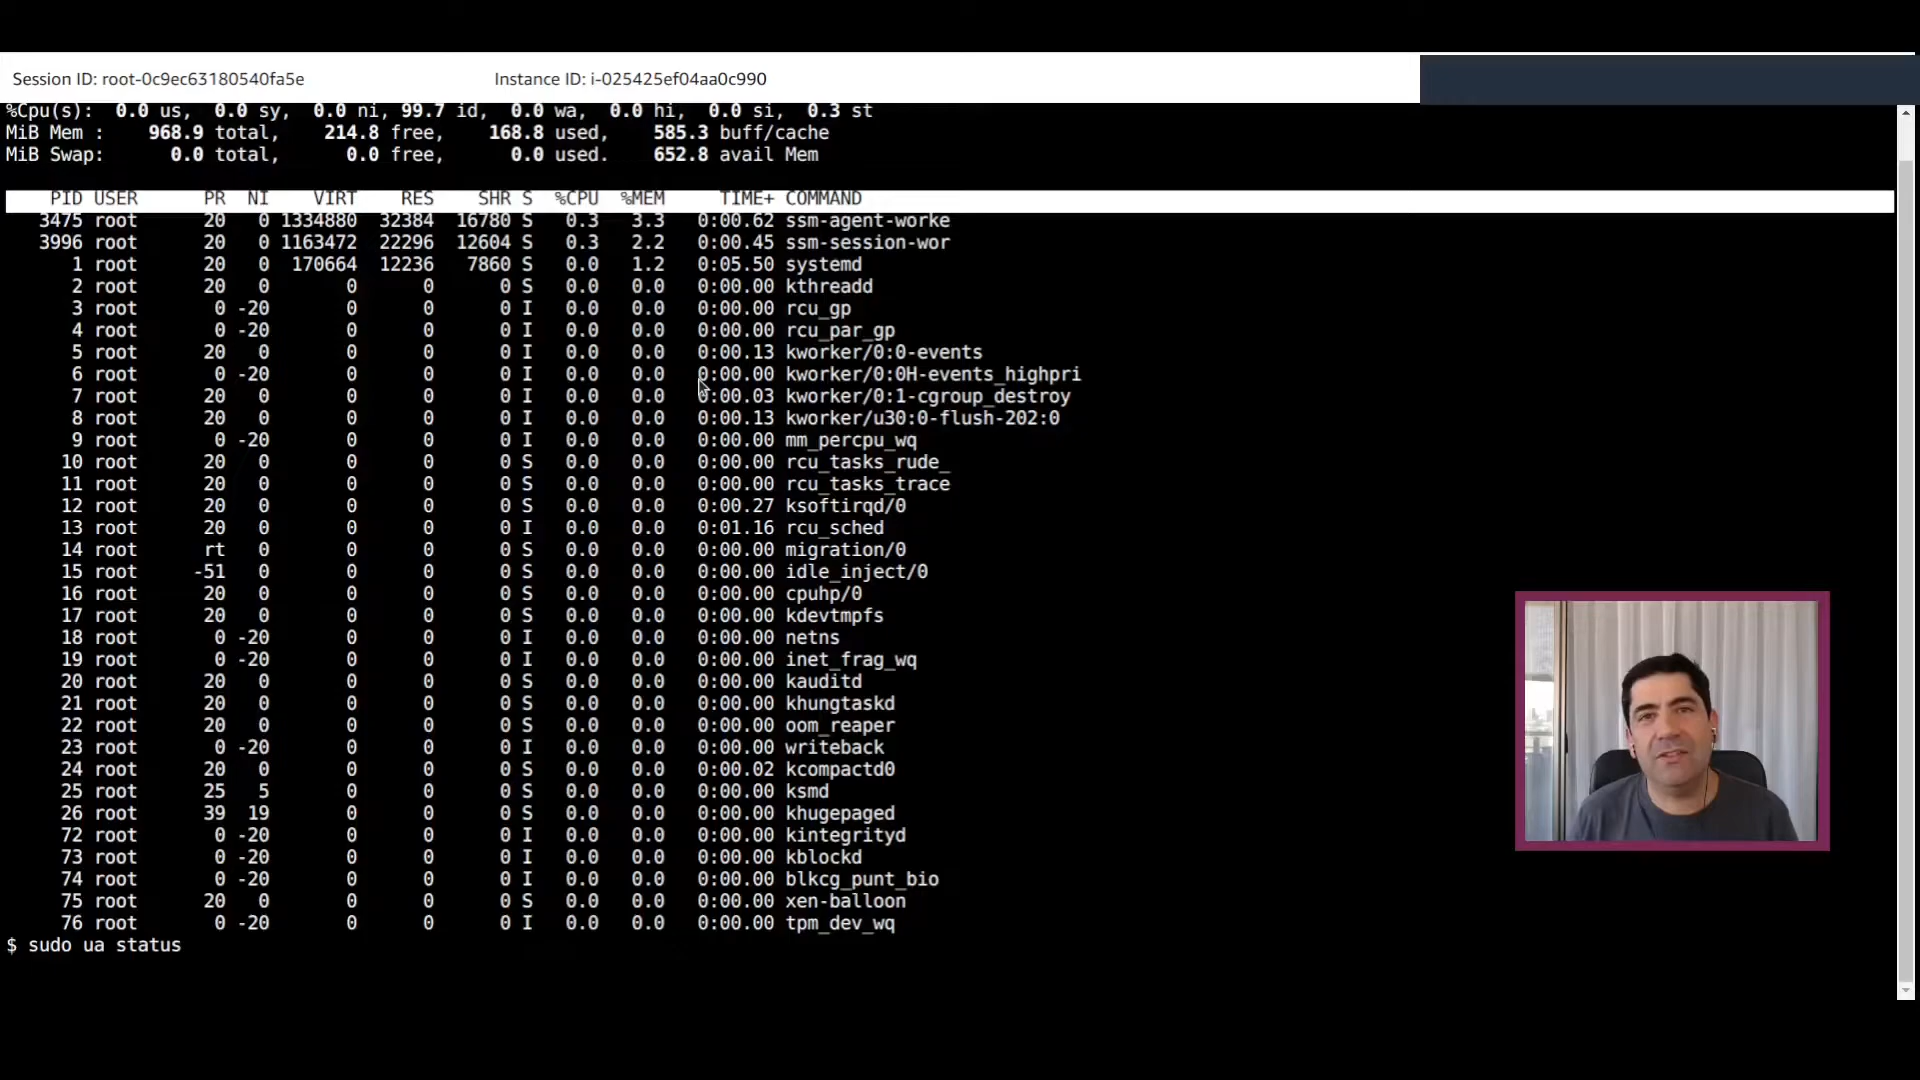 Session ID: root-0c9ec63180540fa5e Instance ID: i-025425ef04aa0c990
%Cpu(s): 0.0 us, 0.0 sy, 0.0 ni, 99.7 id, 0.0 wa, 0.0 hi, 0.0 si, 0.3 st
MiB Mem : 968.9 total, 214.8 free, 168.8 used, 585.3 buff/cache
MiB Swap: 0.0 total, 0.0 free, 0.0 used. 652.8 avail Mem
PID USER PR NI VIRT RES SHR S %CPU %MEM TIME+ COMMAND
3475 root 20 0 1334880 32384 16780 S 0.3 3.3 0:00.62 ssm-agent-worke
3996 root 20 0 1163472 22296 12604 S 0.3 2.2 0:00.45 ssm-session-wor
1 root 20 0 170664 12236 7860 S 0.0 1.2 0:05.50 systemd
2 root 20 0 0 0 0 S 0.0 0.0 0:00.00 kthreadd
3 root 0 -20 0 0 0 I 0.0 0.0 0:00.00 rcu_gp
4 root 0 -20 0 0 0 I 0.0 0.0 0:00.00 rcu_par_gp
5 root 20 0 0 0 0 I 0.0 0.0 0:00.13 kworker/0:0-events
6 root 0 -20 0 0 0 I 0.0 0.0 0:00.00 kworker/0:0H-events_highpri
7 root 20 0 0 0 0 I 0.0 0.0 0:00.03 kworker/0:1-cgroup_destroy
8 root 20 0 0 0 0 I 0.0 0.0 0:00.13 kworker/u30:0-flush-202:0
9 root 0 -20 0 0 0 I 0.0 0.0 0:00.00 mm_percpu_wq
10 root 20 0 0 0 0 S 0.0 0.0 0:00.00 rcu_tasks_rude_
11 root 20 0 0 0 0 S 0.0 0.0 0:00.00 rcu_tasks_trace
12 root 20 0 0 0 0 S 0.0 0.0 0:00.27 ksoftirqd/0
13 root 20 0 0 0 0 I 0.0 0.0 0:01.16 rcu_sched
14 root rt 0 0 0 0 S 0.0 0.0 0:00.00 migration/0
15 root -51 0 0 0 0 S 0.0 0.0 0:00.00 idle_inject/0
16 root 20 0 0 0 0 S 0.0 0.0 0:00.00 cpuhp/0
17 root 20 0 0 0 0 S 0.0 0.0 0:00.00 kdevtmpfs
18 root 0 -20 0 0 0 I 0.0 0.0 0:00.00 netns
19 root 0 -20 0 0 0 I 0.0 0.0 0:00.00 inet_frag_wq
20 root 20 0 0 0 0 S 0.0 0.0 0:00.00 kauditd
21 root 20 0 0 0 0 S 0.0 0.0 0:00.00 khungtaskd
22 root 20 0 0 0 0 S 0.0 0.0 0:00.00 oom_reaper
23 root 0 -20 0 0 0 I 0.0 0.0 0:00.00 writeback
24 root 20 0 0 0 0 S 0.0 0.0 0:00.02 kcompactd0
25 root 25 5 0 0 0 S 0.0 0.0 0:00.00 ksmd
26 root 39 19 0 0 0 S 0.0 0.0 0:00.00 khugepaged
72 root 0 -20 0 0 0 I 0.0 0.0 0:00.00 kintegrityd
73 root 0 -20 0 0 0 I 0.0 0.0 0:00.00 kblockd
74 root 0 -20 0 0 0 I 0.0 0.0 0:00.00 blkcg_punt_bio
75 root 20 0 0 0 0 S 0.0 0.0 0:00.00 xen-balloon
76 root 0 -20 0 0 0 I 0.0 0.0 0:00.00 tpm_dev_wq
$ sudo ua status